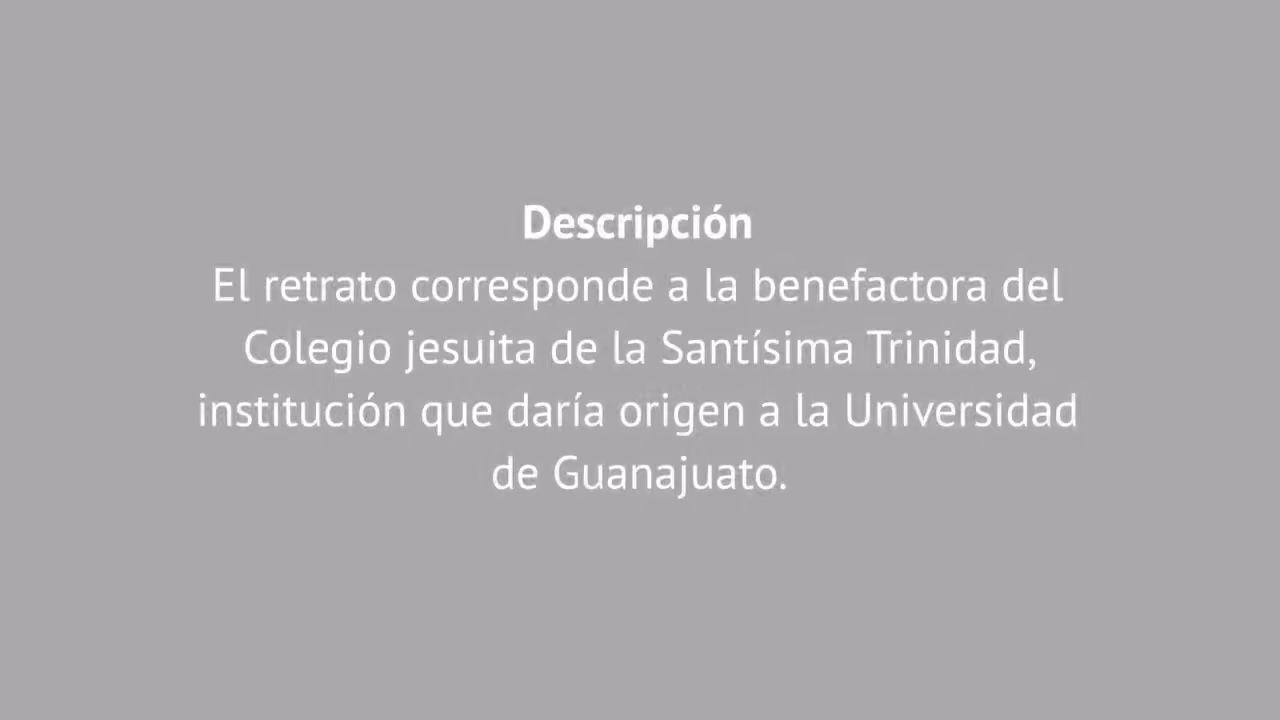 Descripción
El retrato corresponde a la benefactora del
Colegio jesuita de la Santísima Trinidad,
institución que daría origen a la Universidad
de Guanajuato.